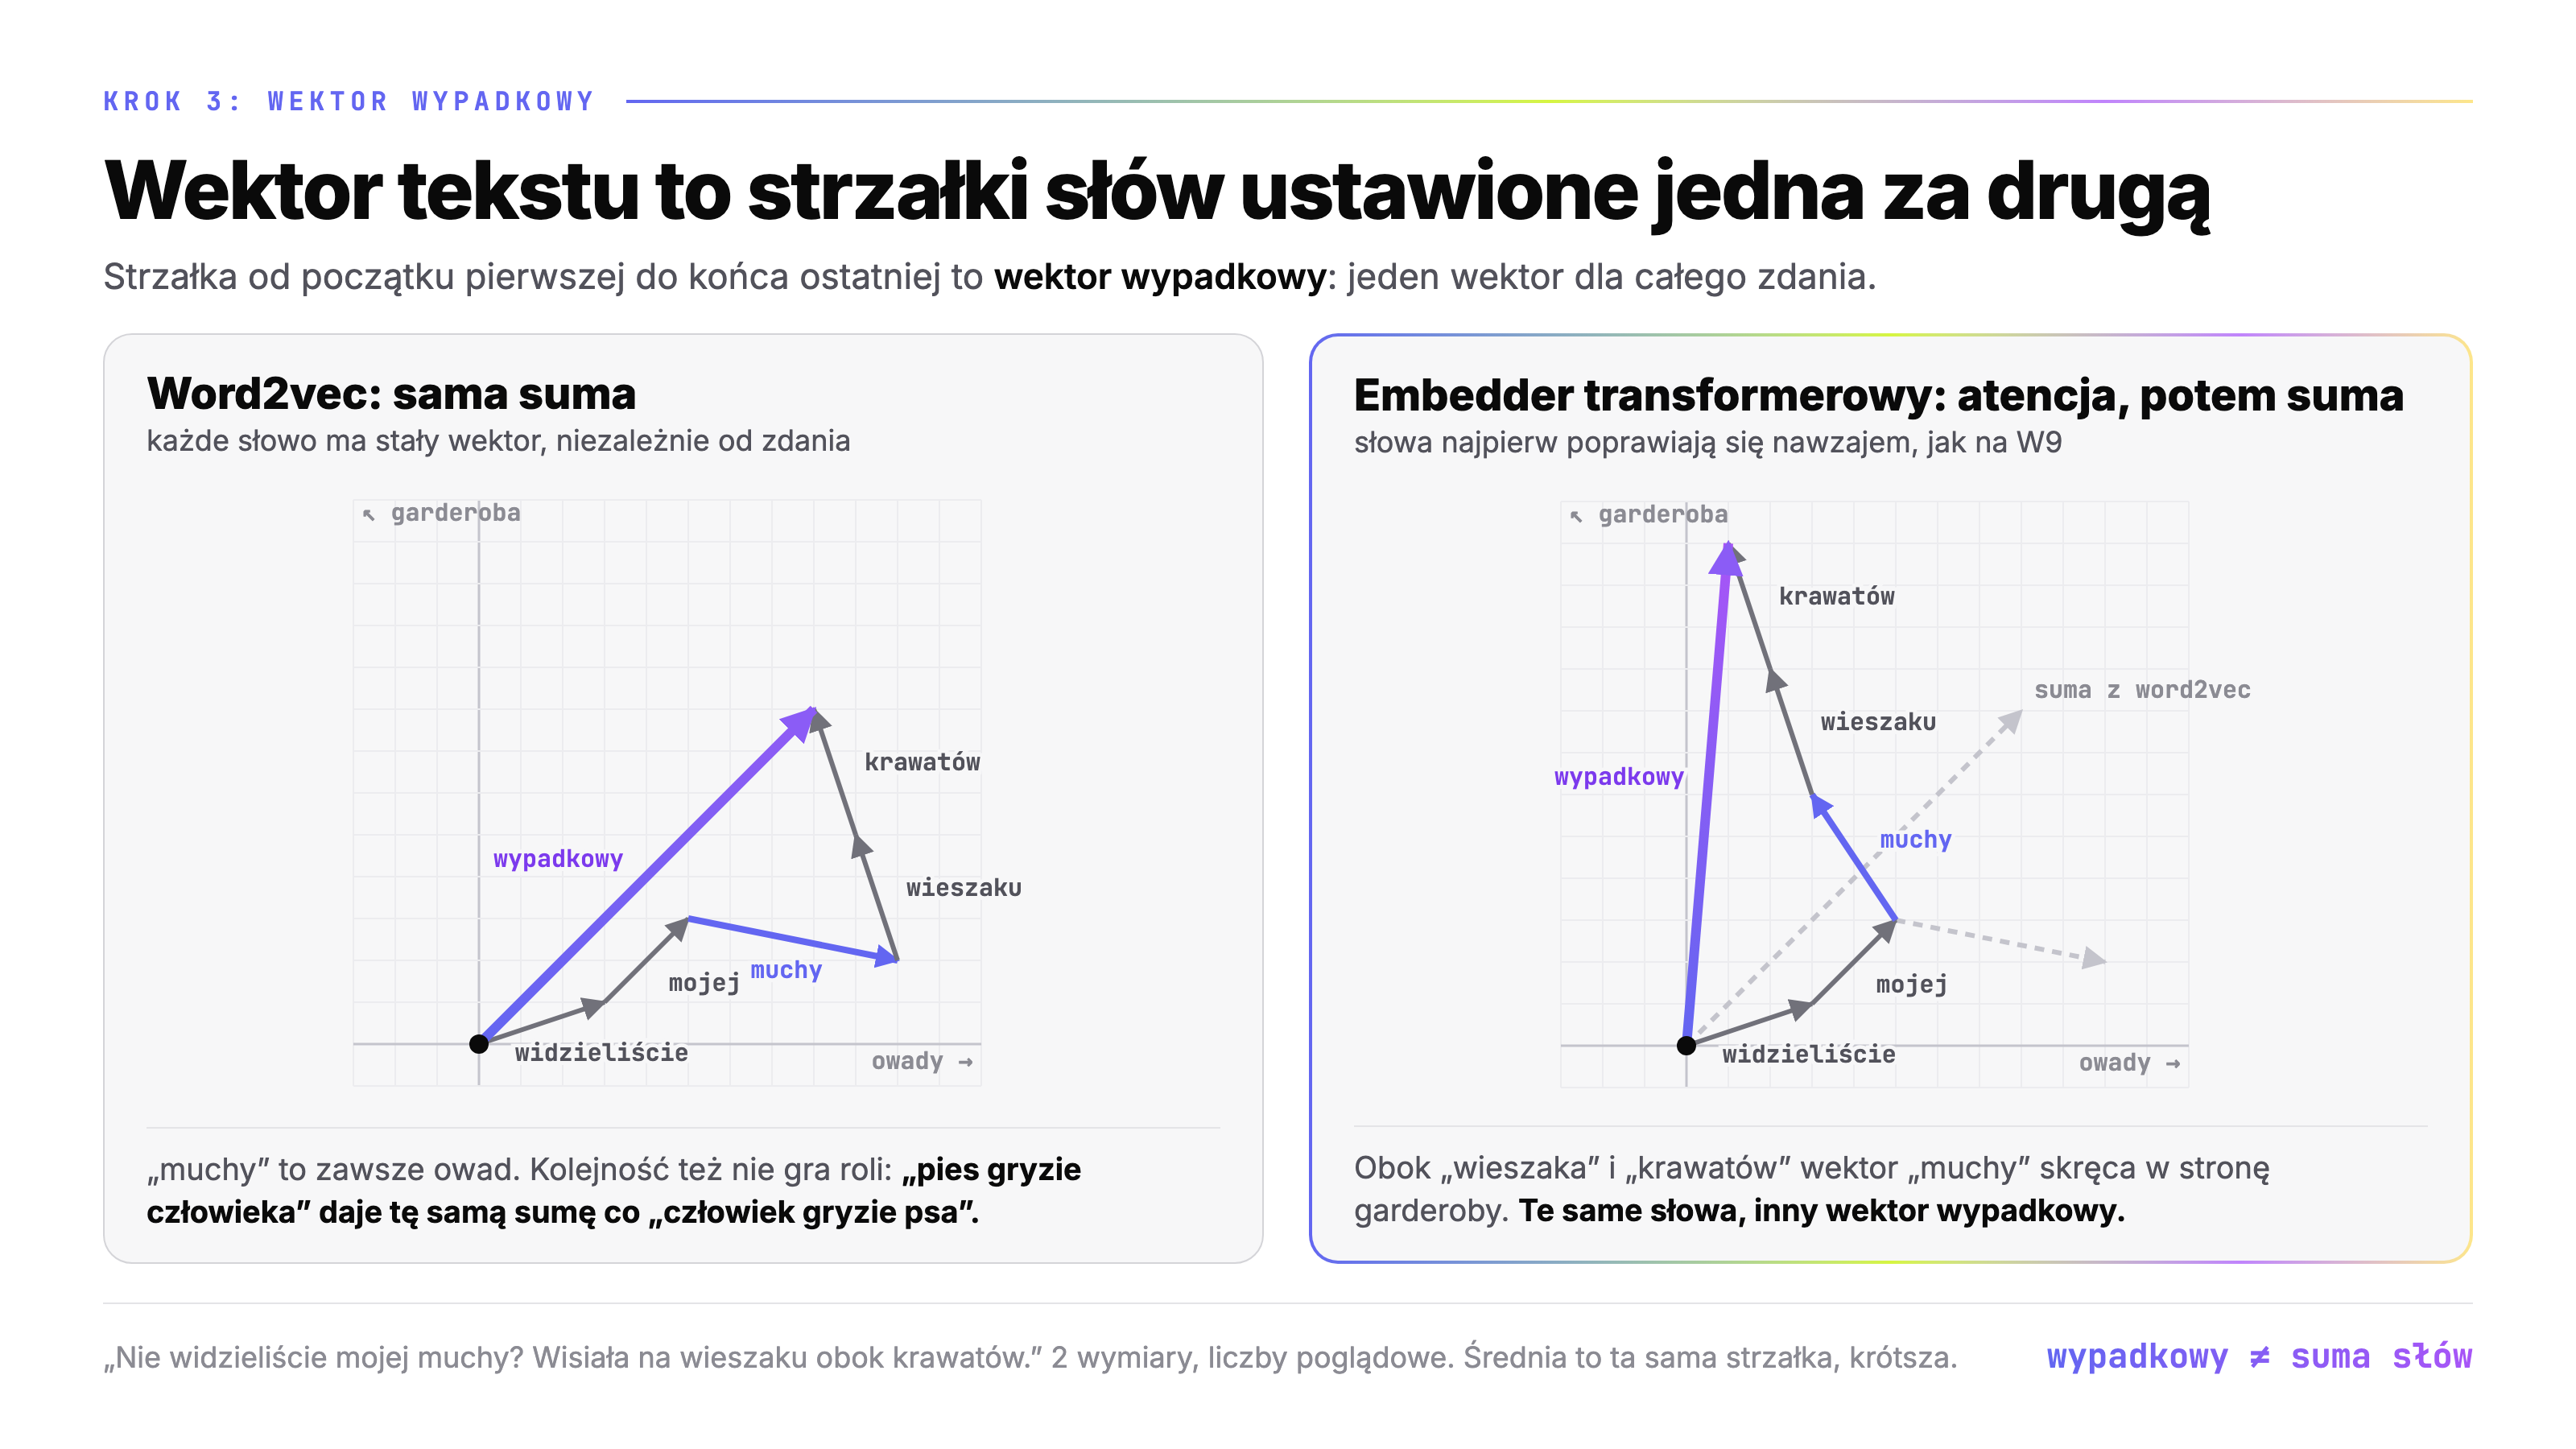 KROK 3: WEKTOR WYPADKOWY
Wektor tekstu to strzałki słów ustawione jedna za drugą
Strzałka od początku pierwszej do końca ostatniej to wektor wypadkowy: jeden wektor dla całego zdania.
Word2vec: sama suma
każde słowo ma stały wektor, niezależnie od zdania
↖ garderoba
krawatów
wypadkowy
wieszaku
muchy
mojej
widzieliście
owady →
„muchy” to zawsze owad. Kolejność też nie gra roli: „pies gryzie
człowieka” daje tę samą sumę co „człowiek gryzie psa”.
Embedder transformerowy: atencja, potem suma
słowa najpierw poprawiają się nawzajem, jak na W9
↖ garderoba
krawatów
suma z word2vec
wieszaku
wypadkowy
muchy
mojej
widzieliście
owady →
Obok „wieszaka” i „krawatów” wektor „muchy” skręca w stronę
garderoby. Te same słowa, inny wektor wypadkowy.
„Nie widzieliście mojej muchy? Wisiała na wieszaku obok krawatów.” 2 wymiary, liczby poglądowe. Średnia to ta sama strzałka, krótsza.
wypadkowy ≠ suma słów